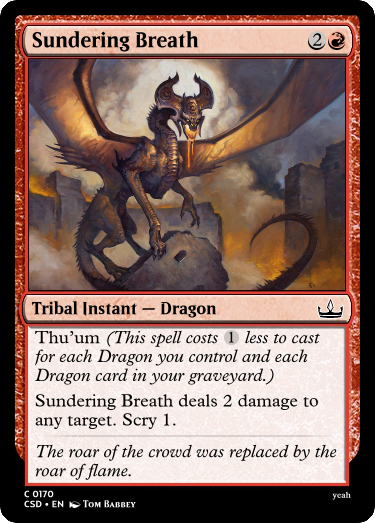 Sundering Breath 2
Tribal Instant — Dragon
Thu'um (This spell costs 1 less to cast
for each Dragon you control and each
Dragon card in your graveyard.)
Sundering Breath deals 2 damage to
any target. Scry 1.
The roar of the crowd was replaced by the
roar of flame.
C 0170
CSD • EN Tom Babbey
yeah